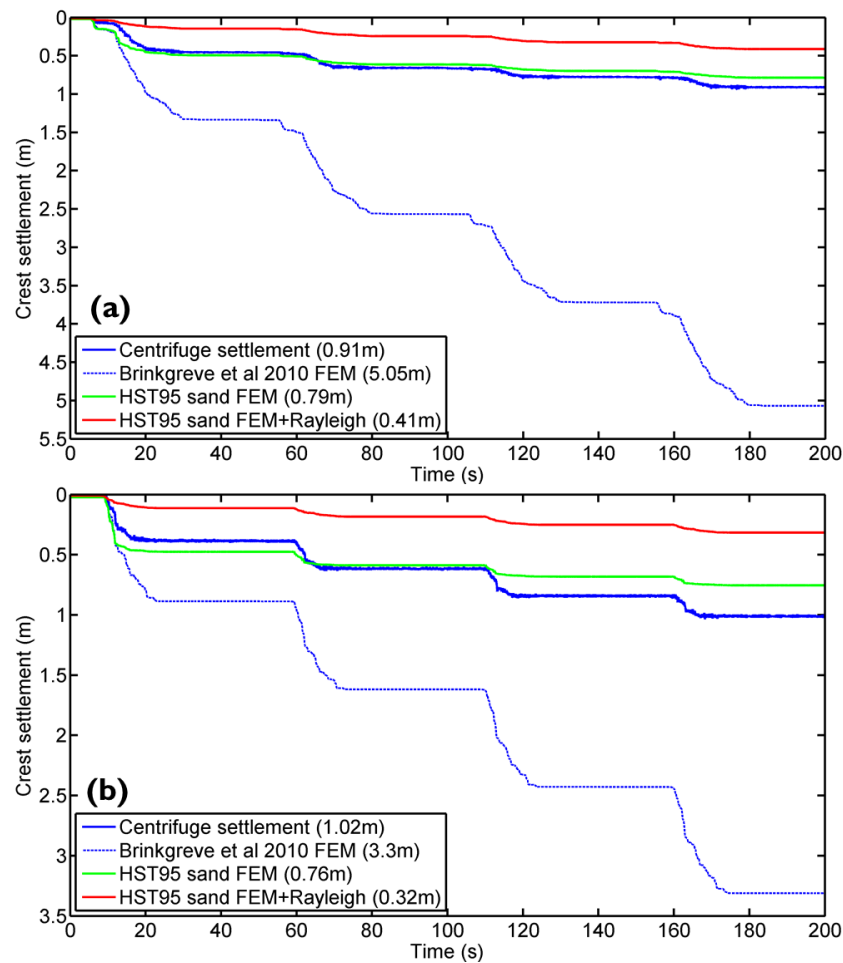 0
0.5
1
1.5
2
2.5
3
3.5
4
4.5
5
5.5
Crest settlement (m)
(a)
Centrifuge settlement (0.91m)
Brinkgreve et al 2010 FEM (5.05m)
HST95 sand FEM (0.79m)
HST95 sand FEM+Rayleigh (0.41m)
0 20 40 60 80 100 120 140 160 180 200
Time (s)
0
0.5
1
1.5
2
2.5
3
3.5
Crest settlement (m)
(b)
Centrifuge settlement (1.02m)
Brinkgreve et al 2010 FEM (3.3m)
HST95 sand FEM (0.76m)
HST95 sand FEM+Rayleigh (0.32m)
0 20 40 60 80 100 120 140 160 180 200
Time (s)